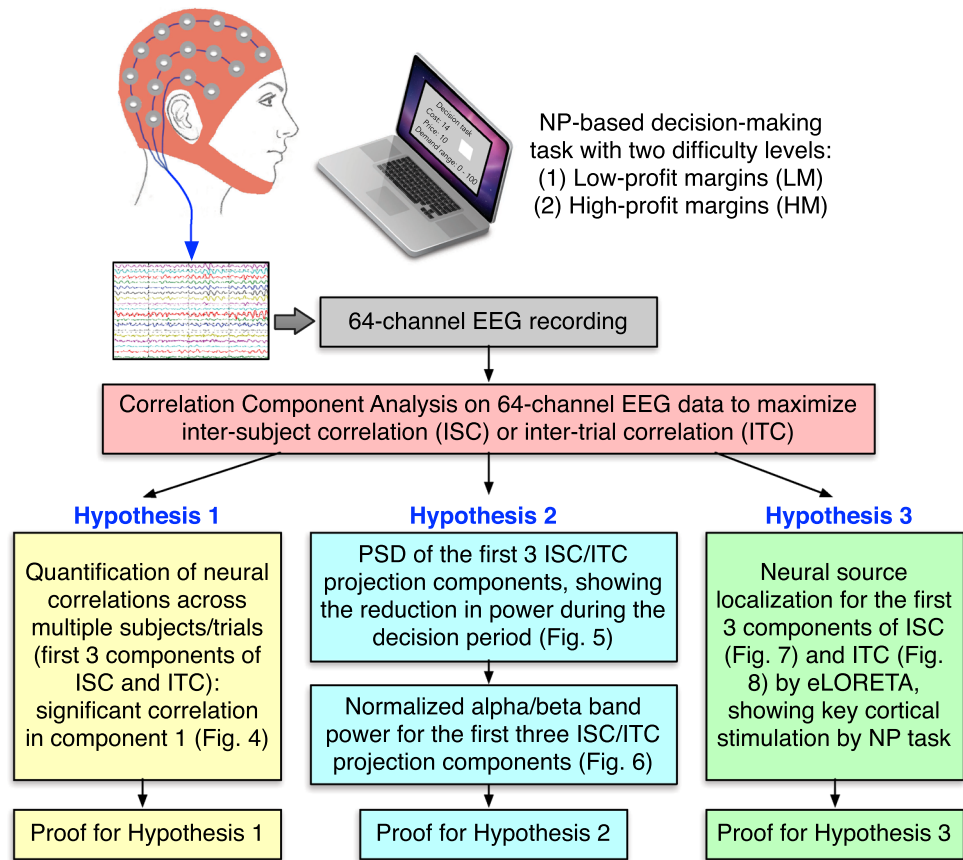 Decision task
Cost: 14
Price: 10
Demand range: 0 - 100
NP-based decision-making
task with two difficulty levels:
(1) Low-profit margins (LM)
(2) High-profit margins (HM)
64-channel EEG recording
Correlation Component Analysis on 64-channel EEG data to maximize
inter-subject correlation (ISC) or inter-trial correlation (ITC)
Hypothesis 1
Quantification of neural
correlations across
multiple subjects/trials
(first 3 components of
ISC and ITC):
significant correlation
in component 1 (Fig. 4)
Proof for Hypothesis 1
Hypothesis 2
PSD of the first 3 ISC/ITC
projection components, showing
the reduction in power during the
decision period (Fig. 5)
Normalized alpha/beta band
power for the first three ISC/ITC
projection components (Fig. 6)
Proof for Hypothesis 2
Hypothesis 3
Neural source
localization for the first
3 components of ISC
(Fig. 7) and ITC (Fig.
8) by eLORETA,
showing key cortical
stimulation by NP task
Proof for Hypothesis 3